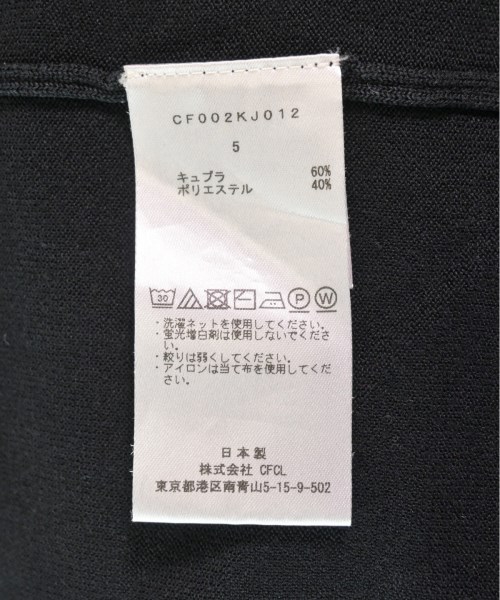 CF002KJ012
5
キュプラ 60%
ポリエステル 40%
30 P W
・洗濯ネットを使用してください。
・蛍光増白剤は使用しないでくださ
い。
・絞りは弱くしてください。
・アイロンは当て布を使用してくだ
さい。
日本製
株式会社 CFCL
東京都港区南青山5-15-9-502